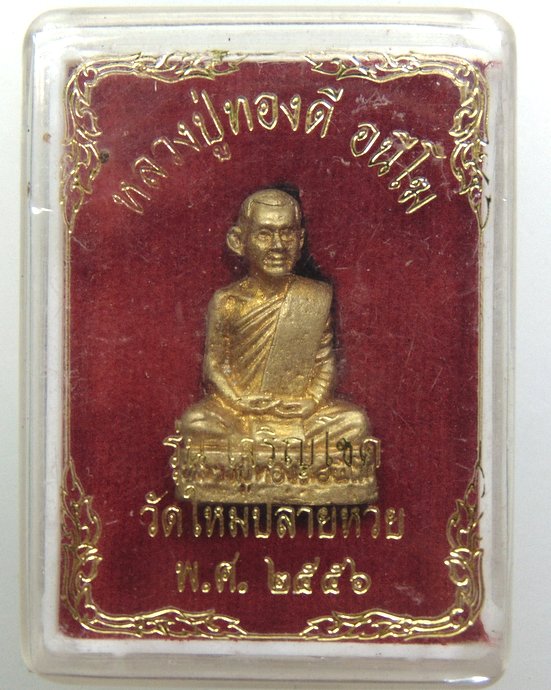 หลวงปู่ทองดี อนีโฆ
รุ่น เจริญโชค
วัดใหม่ปลายห้วย
พ.ศ. ๒๕๕๖